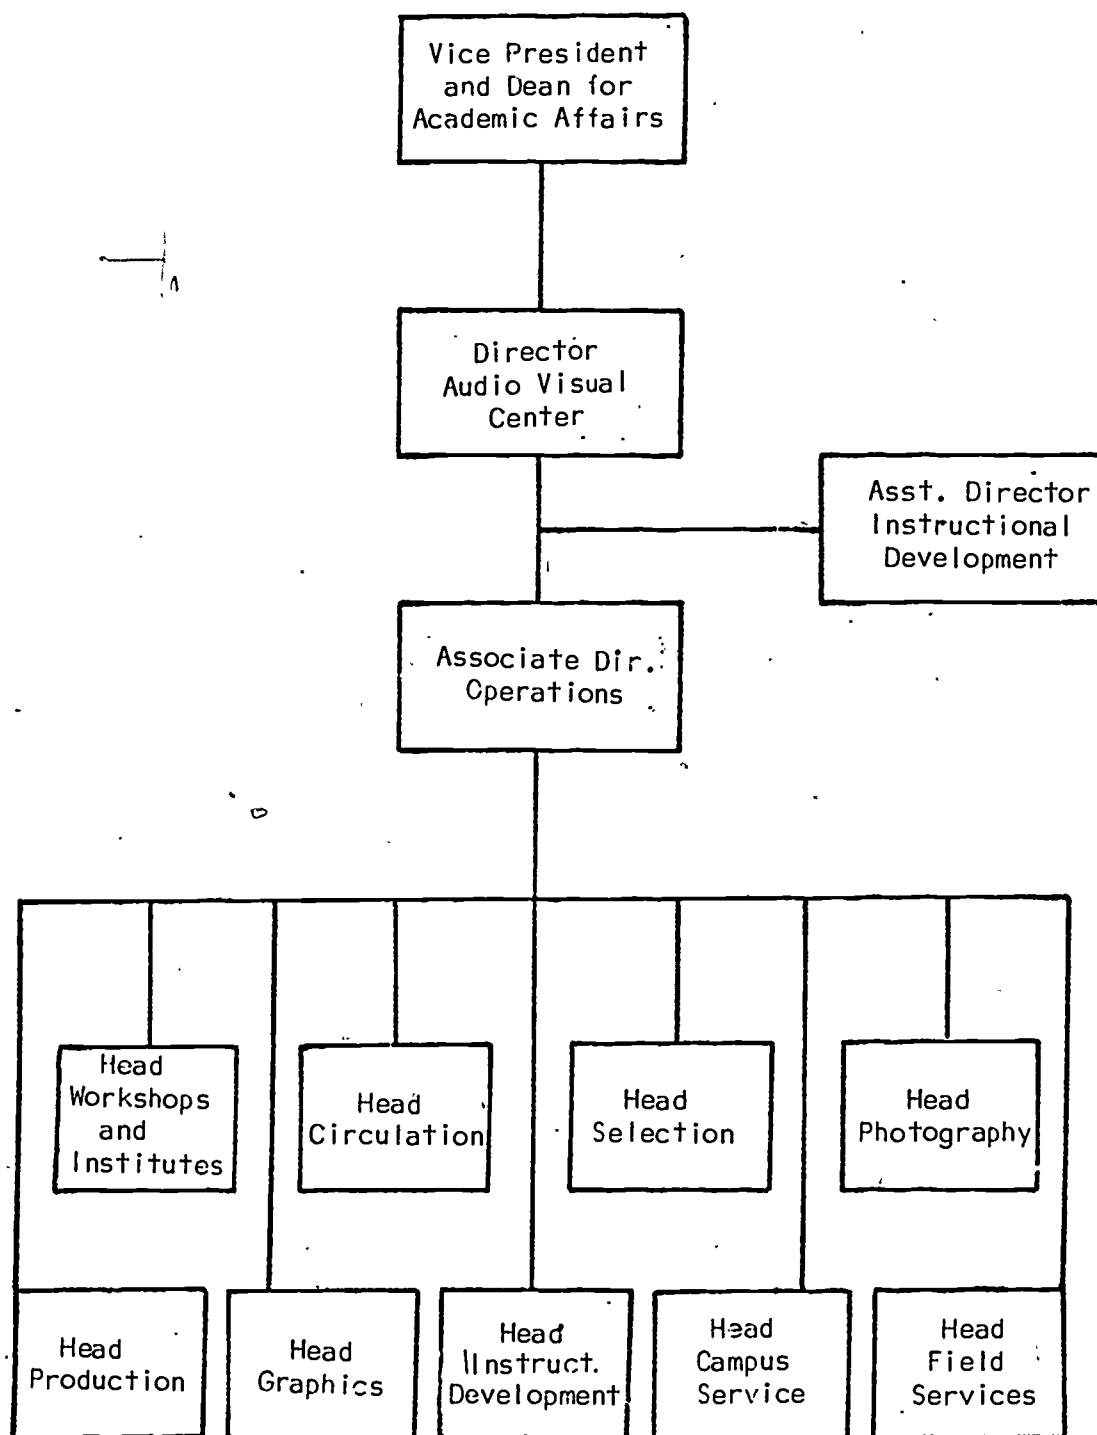 Vice President
and Dean for
Academic Affairs
Director
Audio Visual
Center
Asst. Director
Instructional
Development
Associate Dir.
Operations
Head
Workshops
and
Institutes
Head
Circulation
Head
Selection
Head
Photography
Head
Production
Head
Graphics
Head
Instruct.
Development
Head
Campus
Service
Head
Field
Services